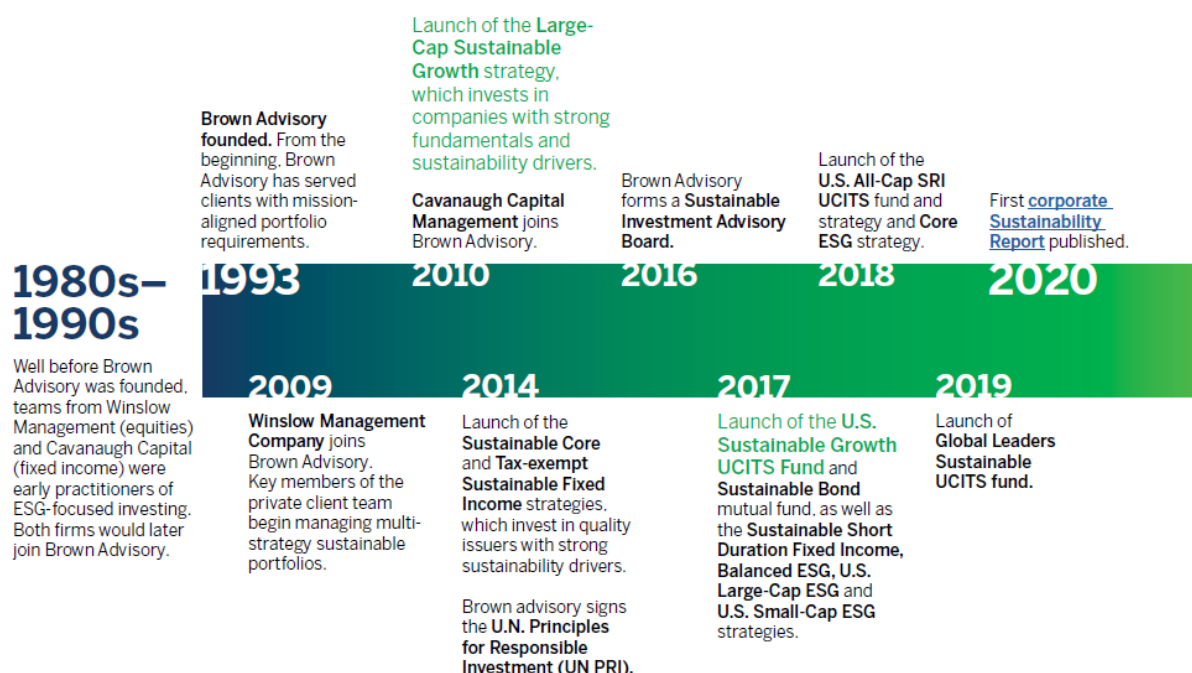 1980s–
1990s
Well before Brown
Advisory was founded,
teams from Winslow
Management (equities)
and Cavanaugh Capital
(fixed income) were
early practitioners of
ESG-focused investing.
Both firms would later
join Brown Advisory.
Brown Advisory
founded. From the
beginning, Brown
Advisory has served
clients with mission-
aligned portfolio
requirements.
1993
2009
Winslow Management
Company joins
Brown Advisory.
Key members of the
private client team
begin managing multi-
strategy sustainable
portfolios.
Launch of the Large-
Cap Sustainable
Growth strategy,
which invests in
companies with strong
fundamentals and
sustainability drivers.
Cavanaugh Capital
Management joins
Brown Advisory.
2010
2014
Launch of the
Sustainable Core
and Tax-exempt
Sustainable Fixed
Income strategies,
which invest in quality
issuers with strong
sustainability drivers.
Brown advisory signs
the U.N. Principles
for Responsible
Investment (UN PRI).
Brown Advisory
forms a Sustainable
Investment Advisory
Board.
2016
2017
Launch of the U.S.
Sustainable Growth
UCITS Fund and
Sustainable Bond
mutual fund, as well as
the Sustainable Short
Duration Fixed Income,
Balanced ESG, U.S.
Large-Cap ESG and
U.S. Small-Cap ESG
strategies.
Launch of the
U.S. All-Cap SRI
UCITS fund and
strategy and Core
ESG strategy.
2018
2019
Launch of
Global Leaders
Sustainable
UCITS fund.
First corporate
Sustainability
Report published.
2020